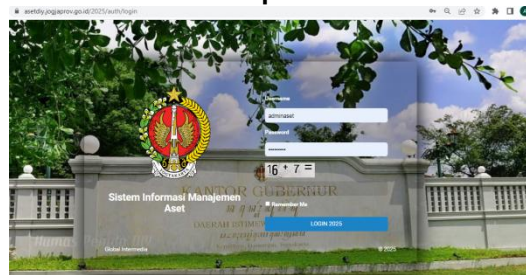 asetdiy.jogjaprov.go.id/2025/auth/login
Username
adminaset
Password
16 + 7 =
Sistem Informasi Manajemen
Aset
KANTOR GUBERNUR
DAERAH ISTIMEWA
Remember Me
LOGIN 2025
Global Intermedia
© 2025